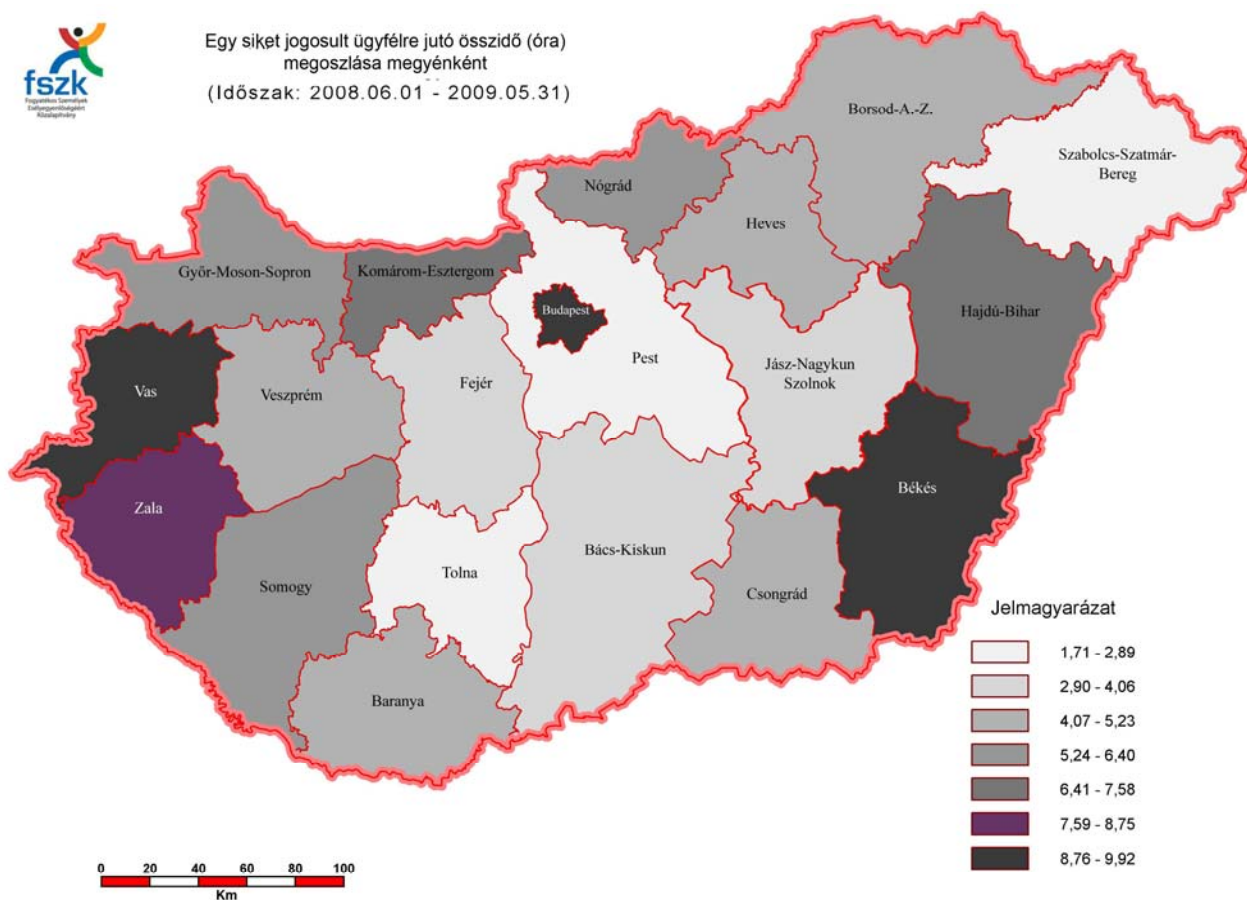 fszk
Fogyatékos Személyek
Esélyegyenlőségéért
Közalapítvány
Egy siket jogosult ügyfélre jutó összidő (óra)
megoszlása megyénként
(Időszak: 2008.06.01 - 2009.05.31)
Borsod-A.-Z.
Szabolcs-Szatmár-
Bereg
Nógrád
Heves
Győr-Moson-Sopron
Komárom-Esztergom
Budapest
Hajdú-Bihar
Pest
Jász-Nagykun
Szolnok
Vas
Veszprém
Fejér
Zala
Békés
Bács-Kiskun
Tolna
Somogy
Csongrád
Baranya
Jelmagyarázat
1,71 - 2,89
2,90 - 4,06
4,07 - 5,23
5,24 - 6,40
6,41 - 7,58
7,59 - 8,75
8,76 - 9,92
0 20 40 60 80 100
Km